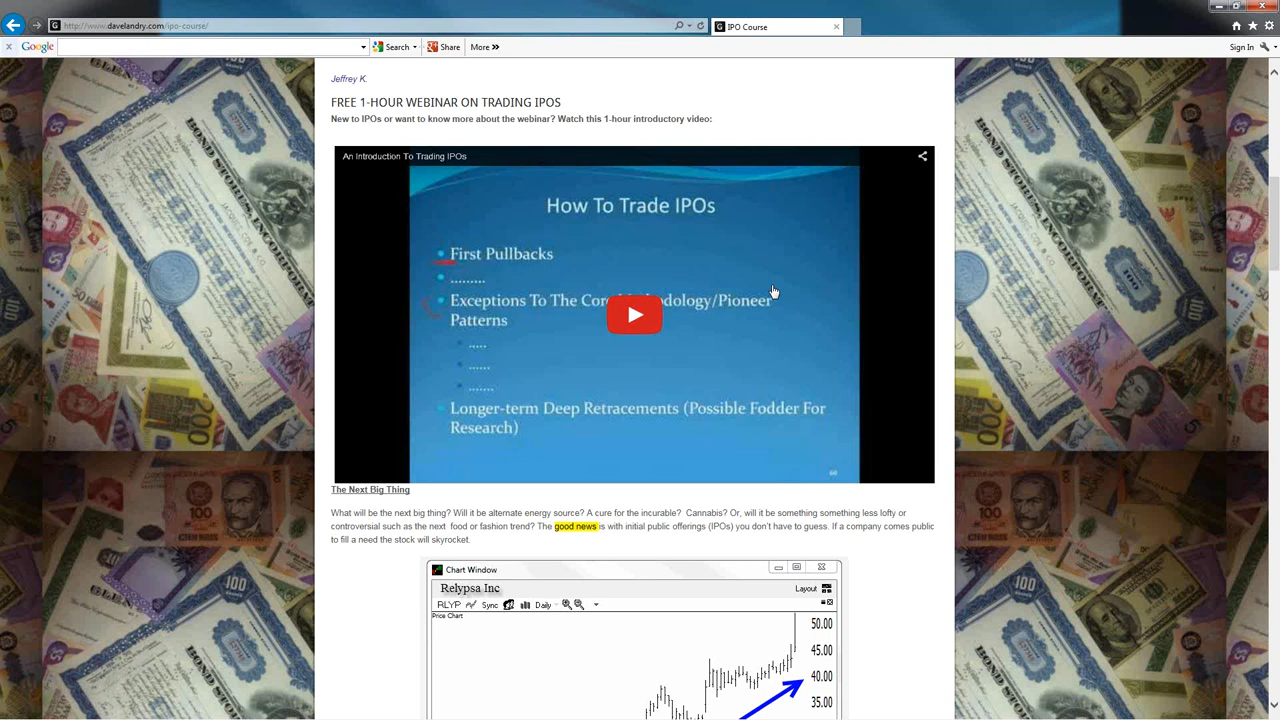 http://www.davelandry.com/ipo-course/
IPO Course
Google
Search
Share
More
Sign In
Jeffrey K.
FREE 1-HOUR WEBINAR ON TRADING IPOS
New to IPOs or want to know more about the webinar? Watch this 1-hour introductory video:
An Introduction To Trading IPOs
How To Trade IPOs
First Pullbacks
.........
Exceptions To The Core Methodology/Pioneer
Patterns
.....
......
.......
Longer-term Deep Retracements (Possible Fodder For
Research)
The Next Big Thing
What will be the next big thing? Will it be alternate energy source? A cure for the incurable? Cannabis? Or, will it be something something less lofty or
controversial such as the next food or fashion trend? The good news is with initial public offerings (IPOs) you don't have to guess. If a company comes public
to fill a need the stock will skyrocket.
Chart Window
Relypsa Inc
Layout
RLYP Sync Daily
Price Chart
50.00
45.00
40.00
35.00